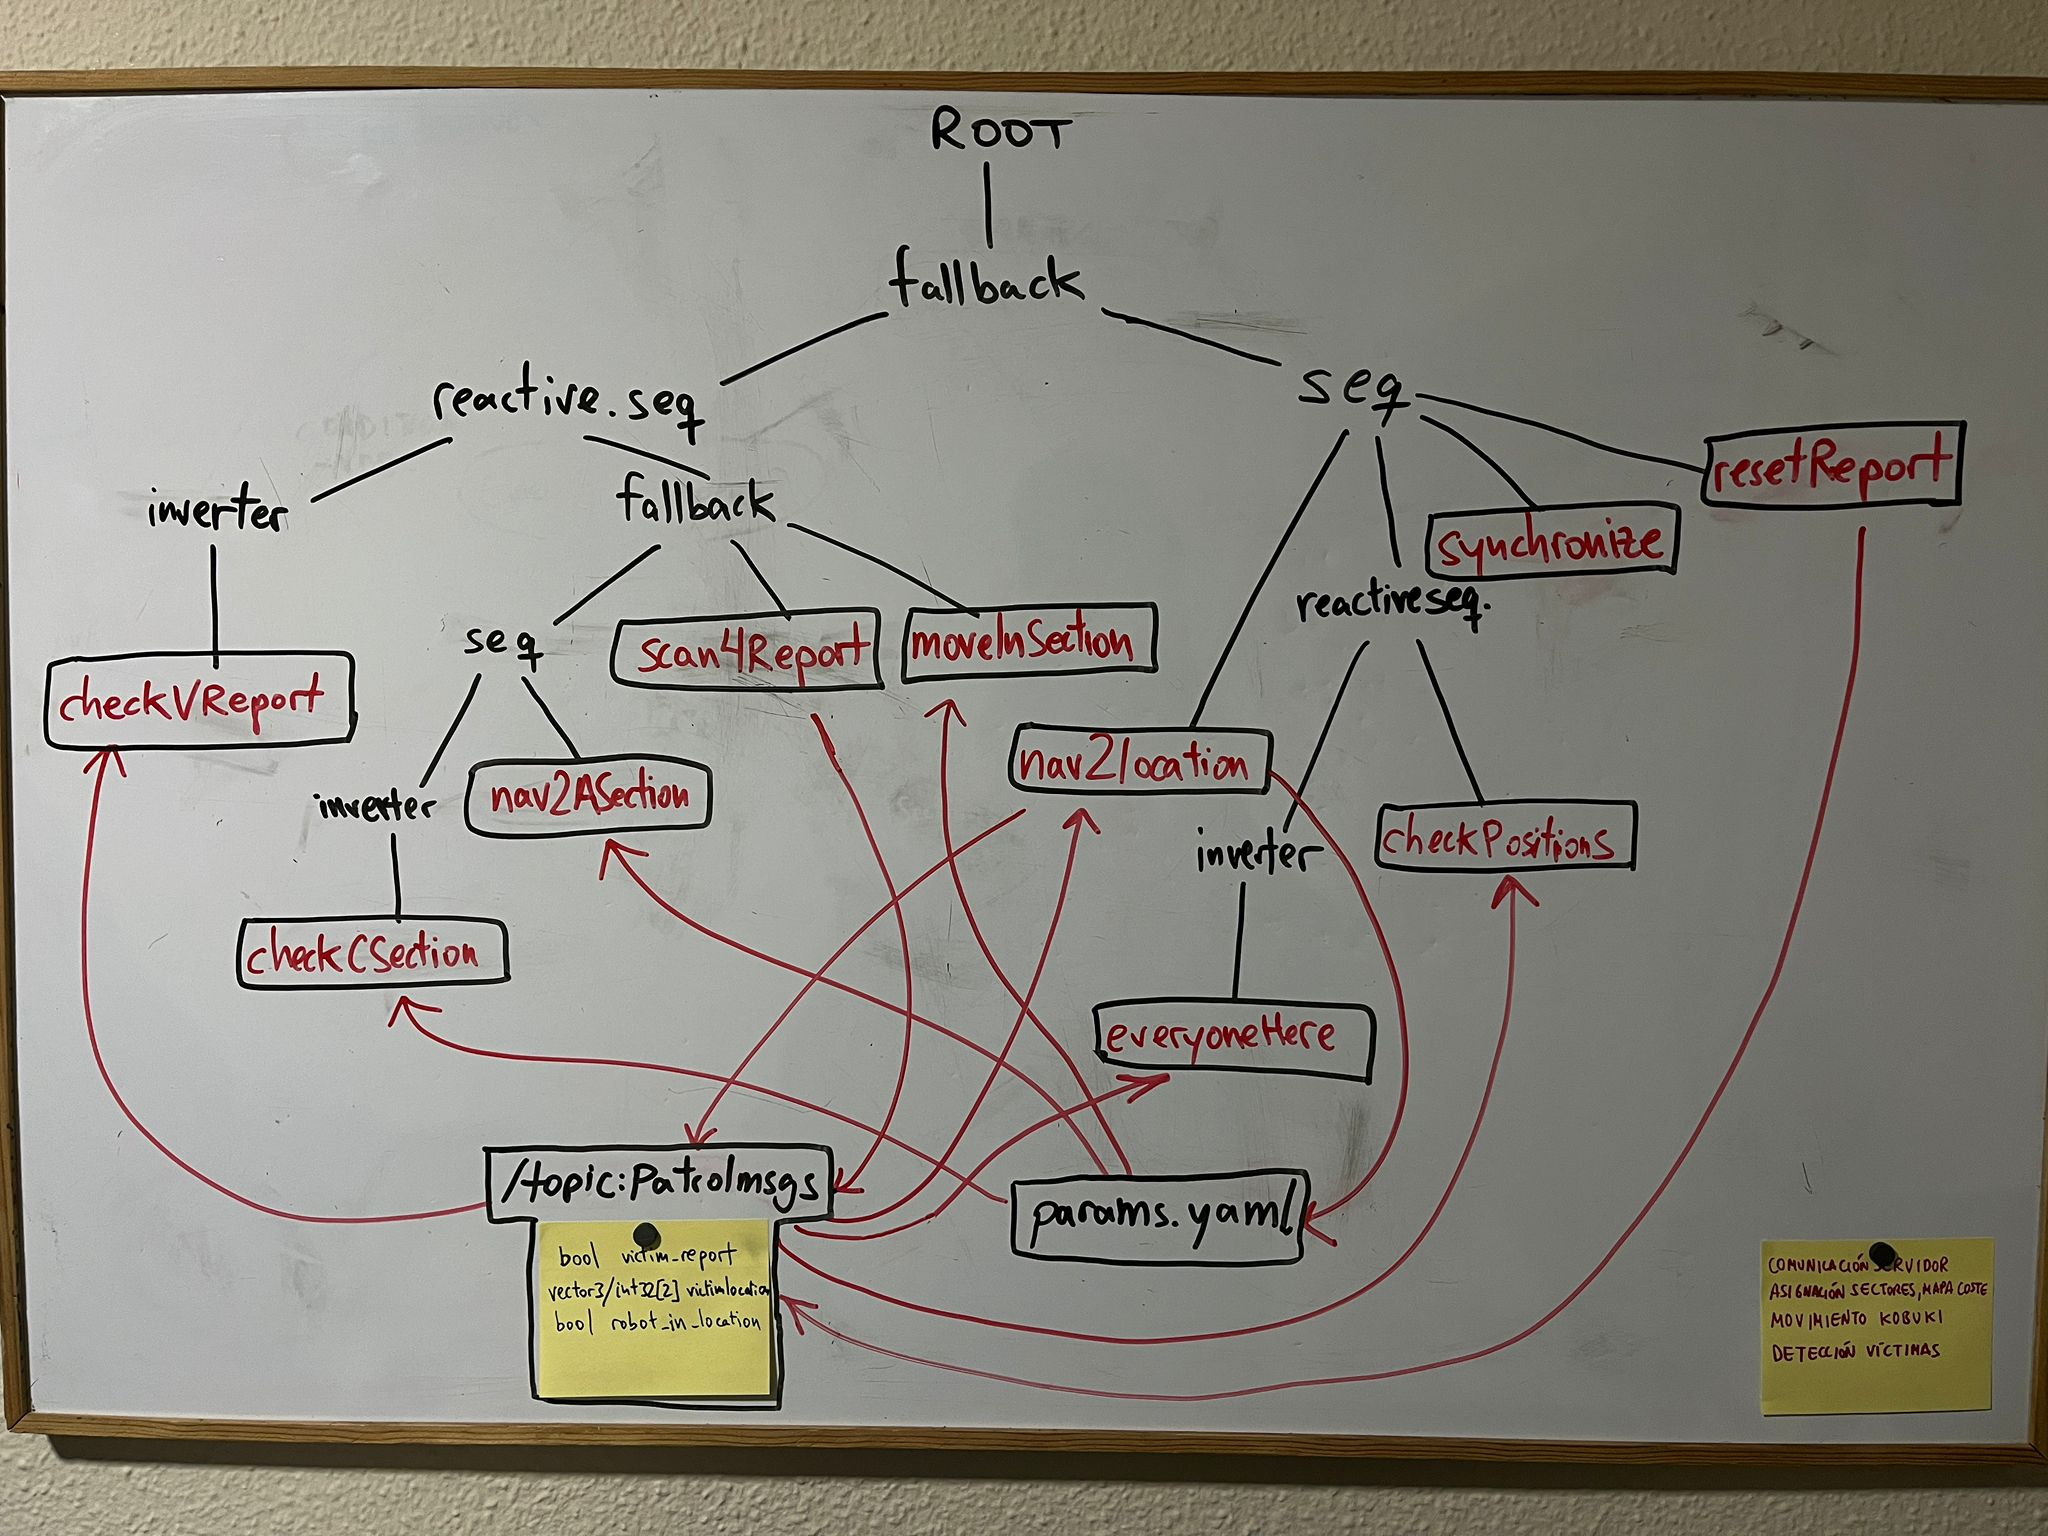 ROOT
fallback
reactive.seq
seq
inverter
fallback
resetReport
synchronize
reactiveseq.
seq
scan4Report
moveInSection
checkVReport
nav2ASection
nav2location
inverter
inverter
checkPositions
checkCSection
everyoneHere
/topic:Patrolmsgs
params.yaml
bool victim_report
vector3/int32[2] victimlocation
bool robot_in_location
COMUNICACIÓN SERVIDOR
ASIGNACIÓN SECTORES, MAPA COSTE
MOVIMIENTO KOBUKI
DETECCIÓN VÍCTIMAS